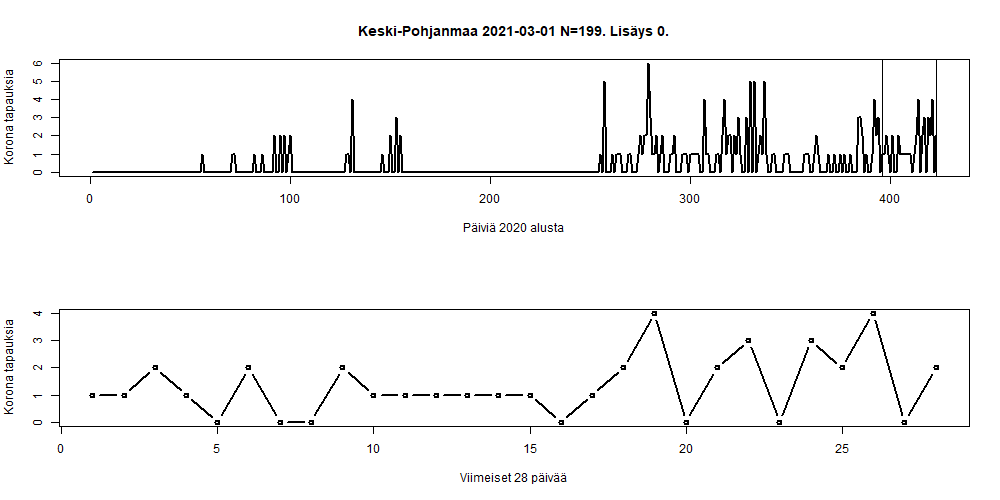 Keski-Pohjanmaa 2021-03-01 N=199. Lisäys 0.
Korona tapauksia
6
5
4
3
2
1
0
0 100 200 300 400
Päiviä 2020 alusta
Korona tapauksia
4
3
2
1
0
0 5 10 15 20 25
Viimeiset 28 päivää